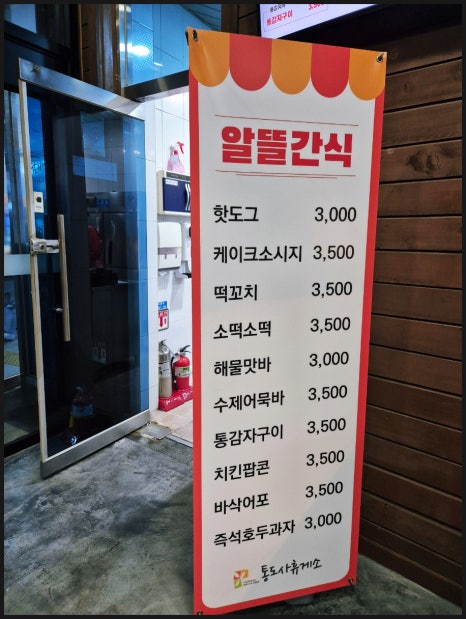 통감자구이 3,500
알뜰간식
핫도그 3,000
케이크소시지 3,500
떡꼬치 3,500
소떡소떡 3,500
해물맛바 3,000
수제어묵바 3,500
통감자구이 3,500
치킨팝콘 3,500
바삭어포 3,500
즉석호두과자 3,000
통도사휴게소